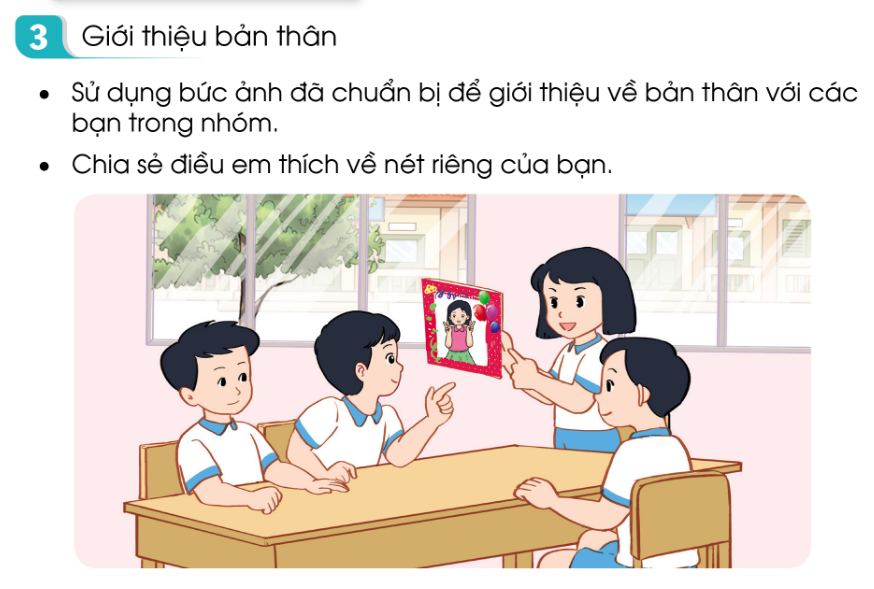 3 Giới thiệu bản thân
• Sử dụng bức ảnh đã chuẩn bị để giới thiệu về bản thân với các
bạn trong nhóm.
• Chia sẻ điều em thích về nét riêng của bạn.